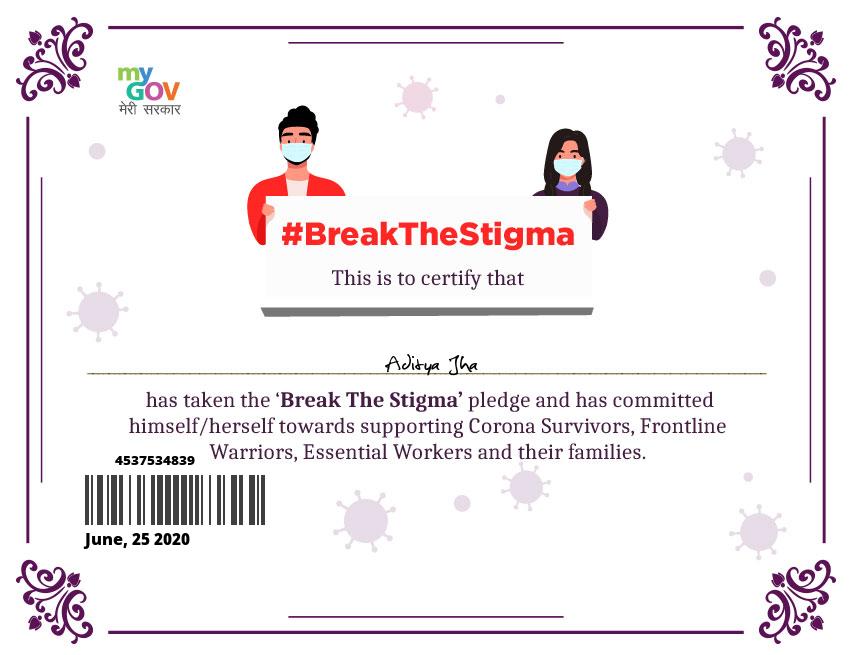 my
GOV
मेरी सरकार
#BreakTheStigma
This is to certify that
Aditya Jha
has taken the ‘Break The Stigma’ pledge and has committed
himself/herself towards supporting Corona Survivors, Frontline
Warriors, Essential Workers and their families.
4537534839
June, 25 2020